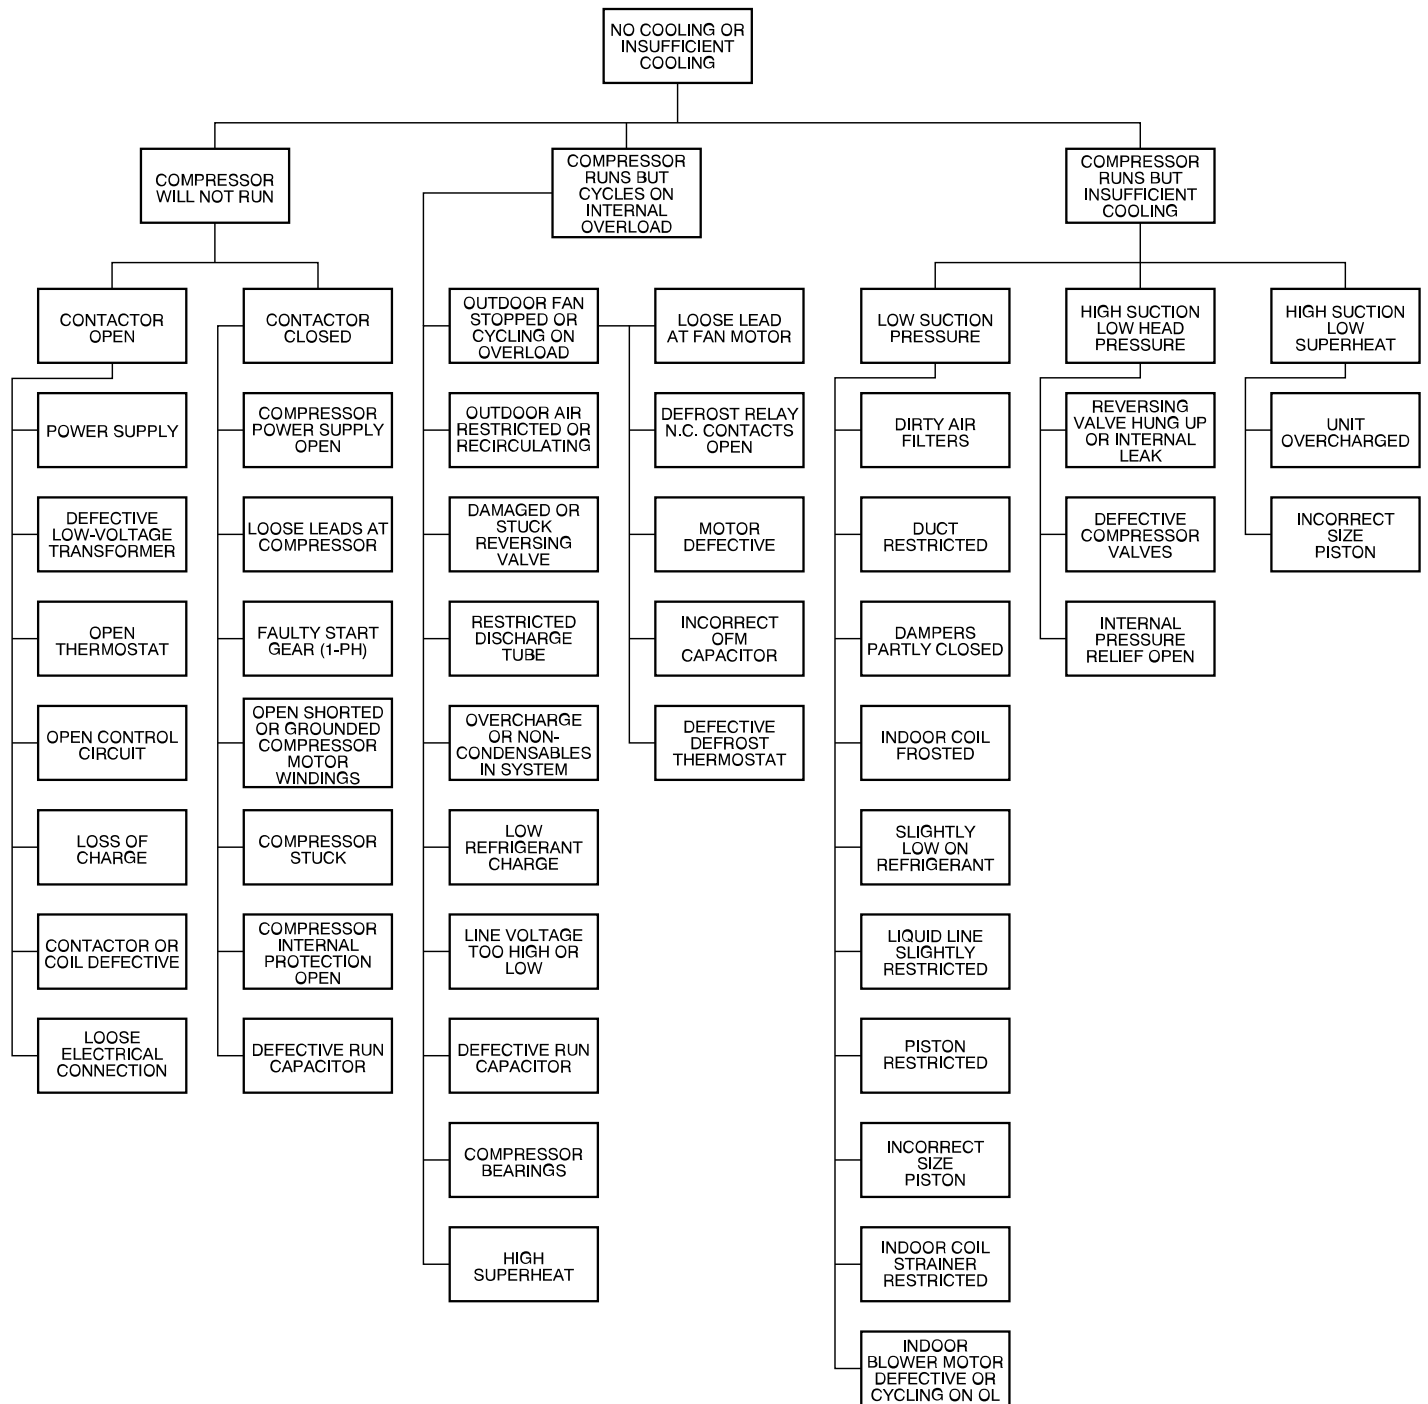 NO COOLING OR
INSUFFICIENT
COOLING
COMPRESSOR
WILL NOT RUN
COMPRESSOR
RUNS BUT
CYCLES ON
INTERNAL
OVERLOAD
COMPRESSOR
RUNS BUT
INSUFFICIENT
COOLING
CONTACTOR
OPEN
POWER SUPPLY
DEFECTIVE
LOW-VOLTAGE
TRANSFORMER
OPEN
THERMOSTAT
OPEN CONTROL
CIRCUIT
LOSS OF
CHARGE
CONTACTOR OR
COIL DEFECTIVE
LOOSE
ELECTRICAL
CONNECTION
CONTACTOR
CLOSED
COMPRESSOR
POWER SUPPLY
OPEN
LOOSE LEADS AT
COMPRESSOR
FAULTY START
GEAR (1-PH)
OPEN SHORTED
OR GROUNDED
COMPRESSOR
MOTOR
WINDINGS
COMPRESSOR
STUCK
COMPRESSOR
INTERNAL
PROTECTION
OPEN
DEFECTIVE RUN
CAPACITOR
OUTDOOR FAN
STOPPED OR
CYCLING ON
OVERLOAD
OUTDOOR AIR
RESTRICTED OR
RECIRCULATING
DAMAGED OR
STUCK
REVERSING
VALVE
RESTRICTED
DISCHARGE
TUBE
OVERCHARGE
OR NON-
CONDENSABLES
IN SYSTEM
LOW
REFRIGERANT
CHARGE
LINE VOLTAGE
TOO HIGH OR
LOW
DEFECTIVE RUN
CAPACITOR
COMPRESSOR
BEARINGS
HIGH
SUPERHEAT
LOOSE LEAD
AT FAN MOTOR
DEFROST RELAY
N.C. CONTACTS
OPEN
MOTOR
DEFECTIVE
INCORRECT
OFM
CAPACITOR
DEFECTIVE
DEFROST
THERMOSTAT
LOW SUCTION
PRESSURE
DIRTY AIR
FILTERS
DUCT
RESTRICTED
DAMPERS
PARTLY CLOSED
INDOOR COIL
FROSTED
SLIGHTLY
LOW ON
REFRIGERANT
LIQUID LINE
SLIGHTLY
RESTRICTED
PISTON
RESTRICTED
INCORRECT
SIZE
PISTON
INDOOR COIL
STRAINER
RESTRICTED
INDOOR
BLOWER MOTOR
DEFECTIVE OR
CYCLING ON OL
HIGH SUCTION
LOW HEAD
PRESSURE
REVERSING
VALVE HUNG UP
OR INTERNAL
LEAK
DEFECTIVE
COMPRESSOR
VALVES
INTERNAL
PRESSURE
RELIEF OPEN
HIGH SUCTION
LOW
SUPERHEAT
UNIT
OVERCHARGED
INCORRECT
SIZE
PISTON